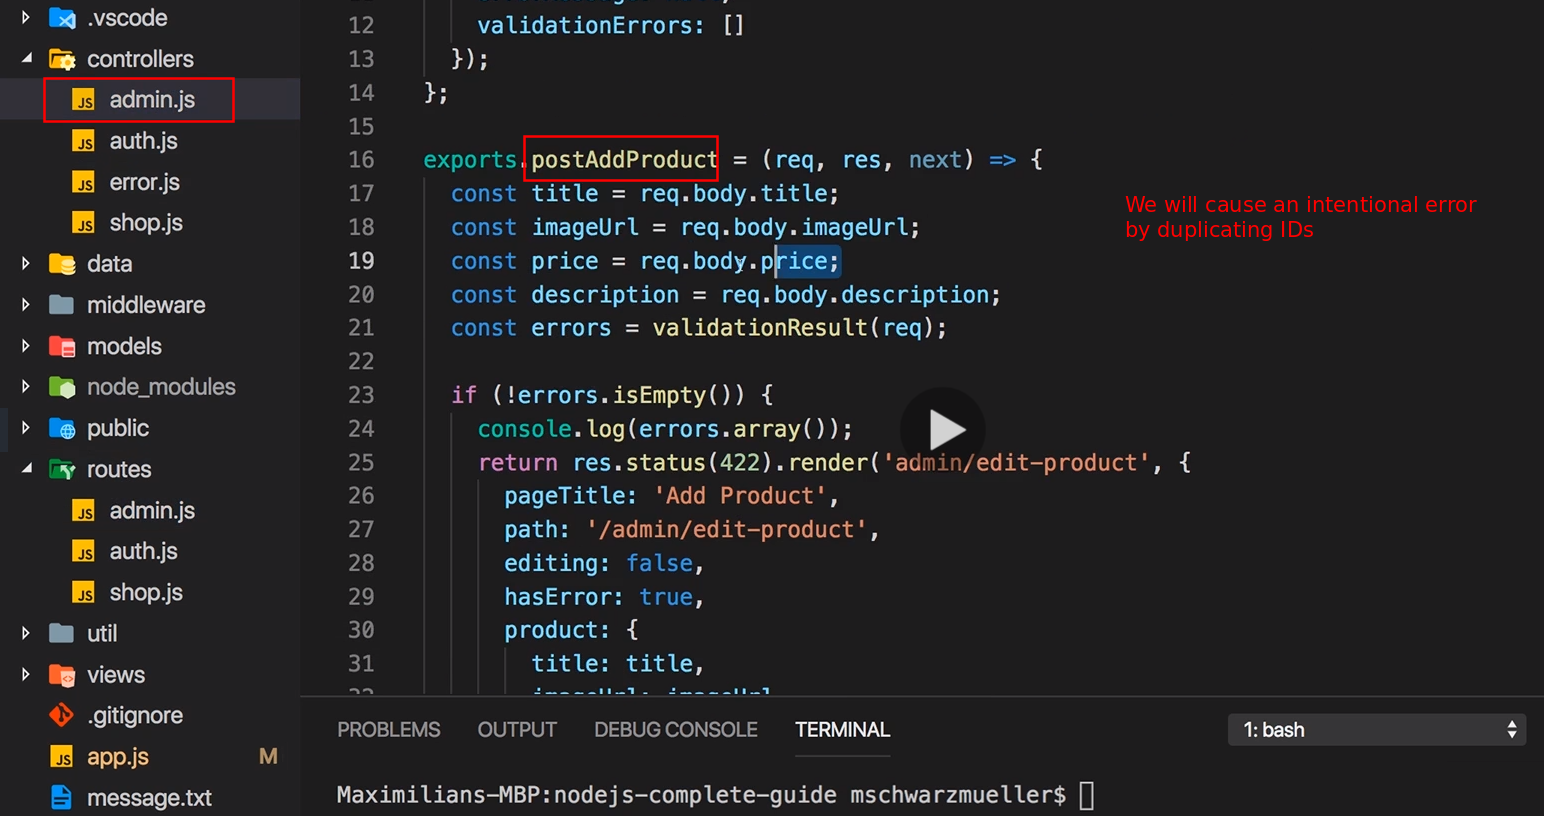 .vscode
controllers
admin.js
auth.js
error.js
shop.js
data
middleware
models
node_modules
public
routes
admin.js
auth.js
shop.js
util
views
.gitignore
app.js M
message.txt
12 validationErrors: []
13 });
14 };
15
16 exports.postAddProduct = (req, res, next) => {
17 const title = req.body.title;
18 const imageUrl = req.body.imageUrl;
19 const price = req.body.price;
20 const description = req.body.description;
21 const errors = validationResult(req);
22
23 if (!errors.isEmpty()) {
24 console.log(errors.array());
25 return res.status(422).render('admin/edit-product', {
26 pageTitle: 'Add Product',
27 path: '/admin/edit-product',
28 editing: false,
29 hasError: true,
30 product: {
31 title: title,
32 imageUrl: imageUrl
We will cause an intentional error
by duplicating IDs
PROBLEMS OUTPUT DEBUG CONSOLE TERMINAL 1: bash
Maximilians-MBP:nodejs-complete-guide mschwarzmueller$